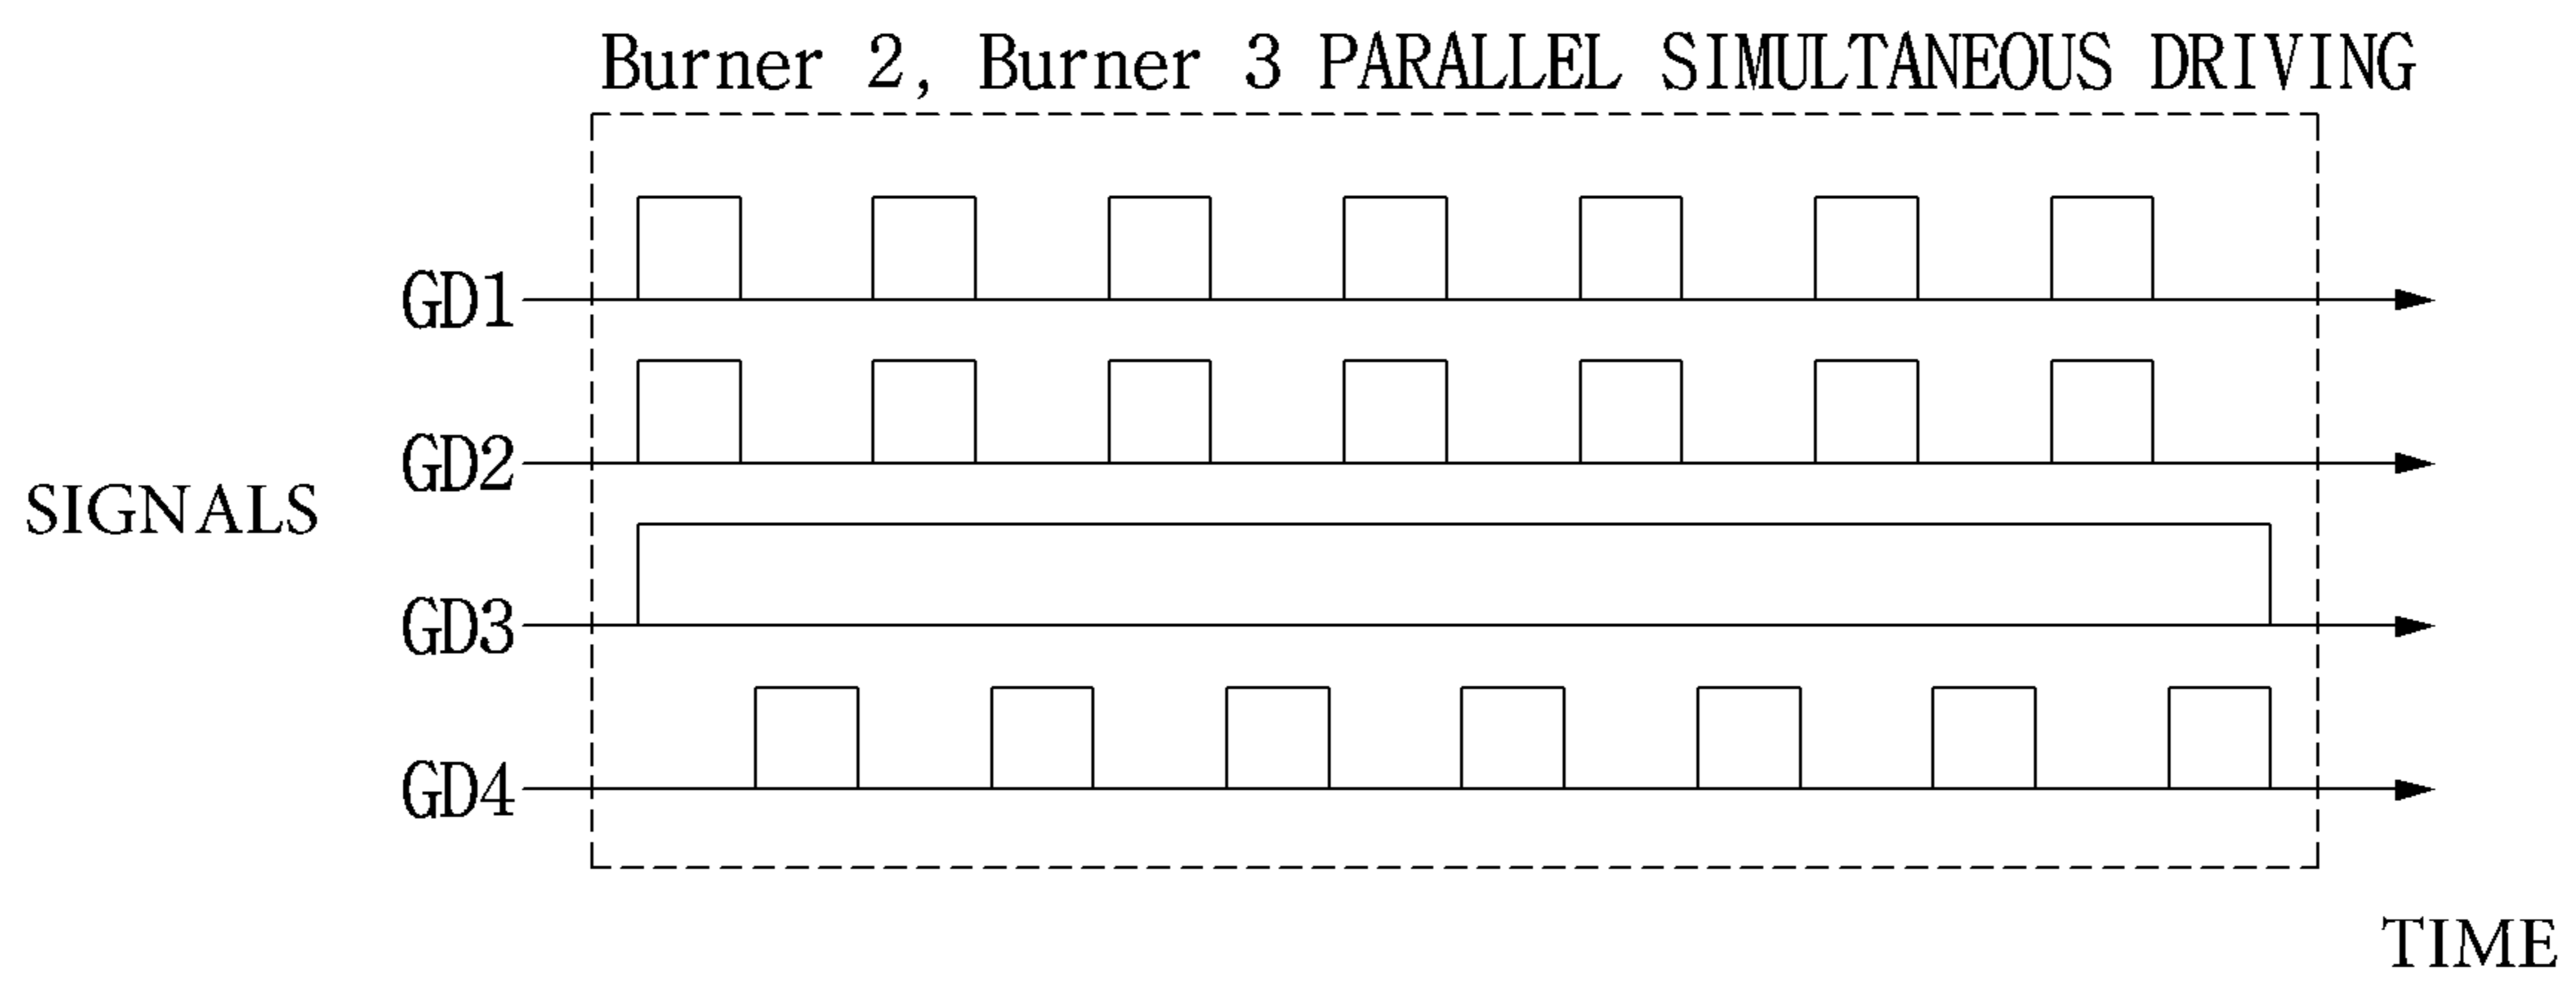 Burner 2, Burner 3 PARALLEL SIMULTANEOUS DRIVING
GD1
GD2
SIGNALS
GD3
GD4
TIME